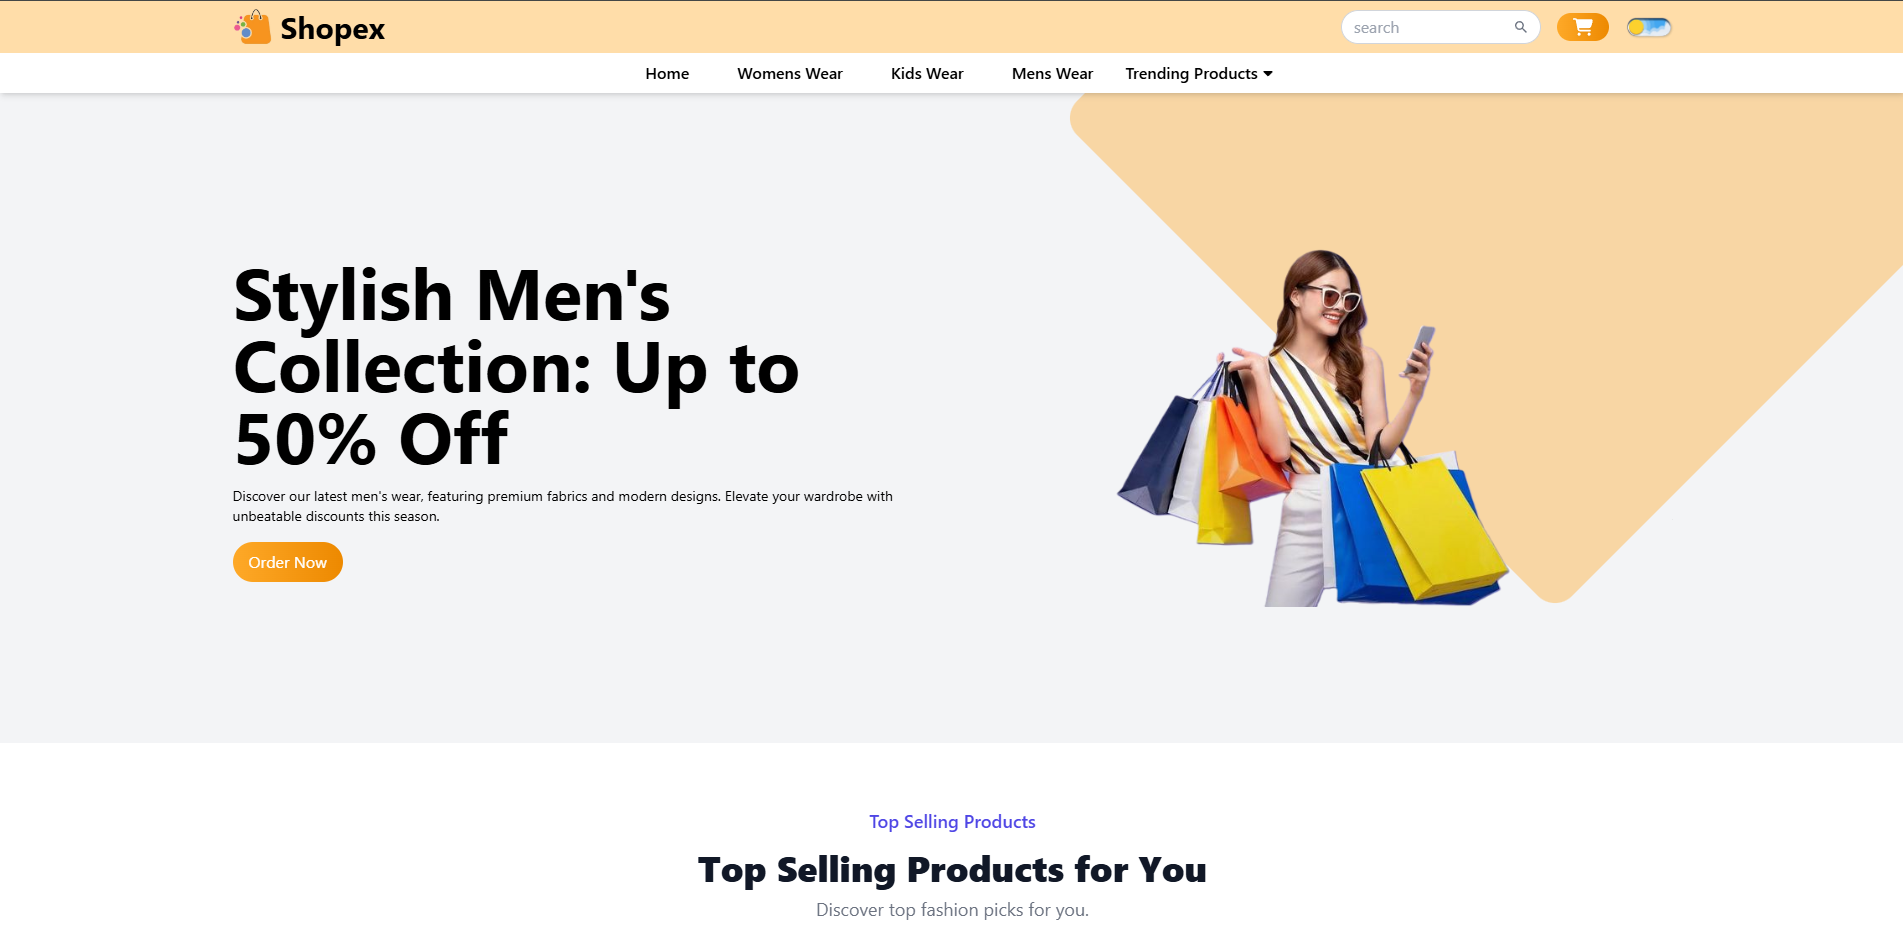 Shopex
search
Home
Womens Wear
Kids Wear
Mens Wear
Trending Products
Stylish Men's
Collection: Up to
50% Off
Discover our latest men's wear, featuring premium fabrics and modern designs. Elevate your wardrobe with
unbeatable discounts this season.
Order Now
Top Selling Products
Top Selling Products for You
Discover top fashion picks for you.